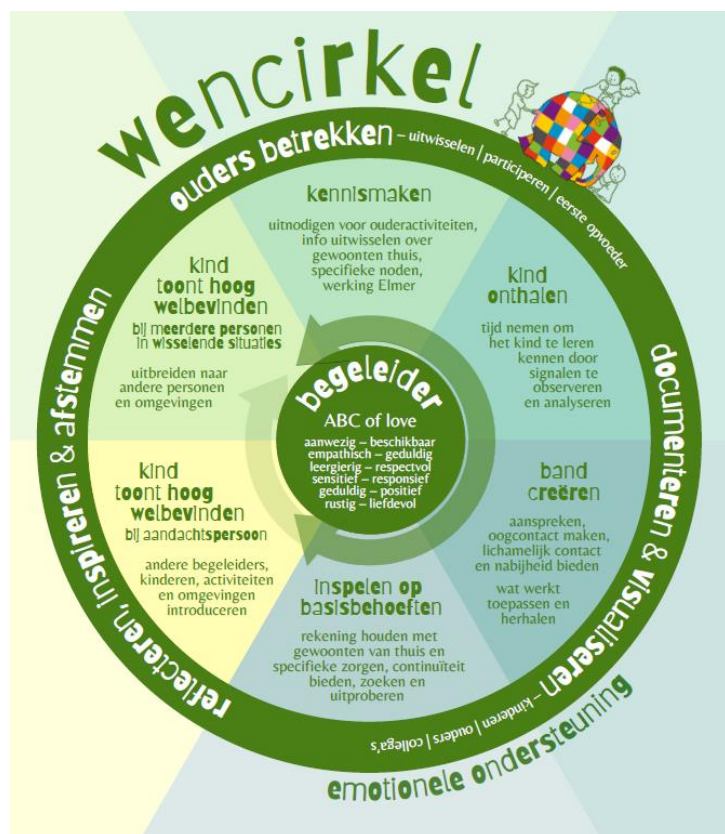 wencirkel
ouders betrekken – uitwisselen | participeren | eerste opvoeder
kennismaken
uitnodigen voor ouderactiviteiten,
info uitwisselen over
gewoonten thuis,
specifieke noden,
werking Elmer
kind
onthalen
tijd nemen om
het kind te leren
kennen door
signalen te
observeren
en analyseren
documenteren & visualiseren – kinderen | ouders | collega's
band
creëren
aanspreken,
oogcontact maken,
lichamelijk contact
en nabijheid bieden
wat werkt
toepassen en
herhalen
inspelen op
basisbehoeften
rekening houden met
gewoonten van thuis en
specifieke zorgen, continuïteit
bieden, zoeken en
uitproberen
kind
toont hoog
welbevinden
bij aandachtspersoon
andere begeleiders,
kinderen, activiteiten
en omgevingen
introduceren
kind
toont hoog
welbevinden
bij meerdere personen
in wisselende situaties
uitbreiden naar
andere personen
en omgevingen
reflecteren, inspireren & afstemmen
begeleider
ABC of love
aanwezig – beschikbaar
empathisch – geduldig
leergierig – respectvol
sensitief – responsief
geduldig – positief
rustig – liefdevol
emotionele ondersteuning